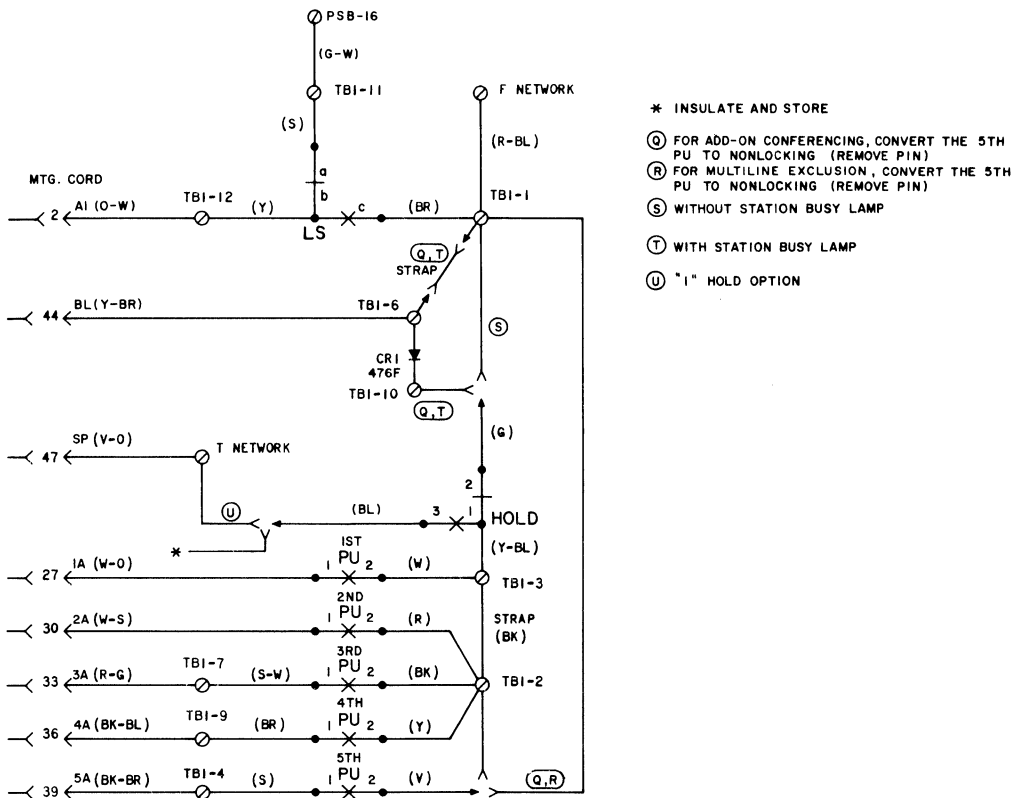 PSB-16
(G-W)
TB1-11
F NETWORK
(S)
(R-BL)
a
b
MTG. CORD
2
A1 (O-W)
TB1-12
(Y)
LS
c
(BR)
TB1-1
Q,T
STRAP
44
BL(Y-BR)
TB1-6
S
CR1
476F
TB1-10
Q,T
(G)
47
SP (V-O)
T NETWORK
2
U
(BL)
3
1
HOLD
*
(Y-BL)
1ST
27
1A (W-O)
1 PU 2
(W)
TB1-3
2ND
30
2A (W-S)
1 PU 2
(R)
STRAP
(BK)
3RD
33
3A (R-G)
TB1-7
(S-W)
1 PU 2
(BK)
TB1-2
4TH
36
4A (BK-BL)
TB1-9
(BR)
1 PU 2
(Y)
5TH
39
5A (BK-BR)
TB1-4
(S)
1 PU 2
(V)
Q,R
* INSULATE AND STORE
Q FOR ADD-ON CONFERENCING, CONVERT THE 5TH
PU TO NONLOCKING (REMOVE PIN)
R FOR MULTILINE EXCLUSION, CONVERT THE 5TH
PU TO NONLOCKING (REMOVE PIN)
S WITHOUT STATION BUSY LAMP
T WITH STATION BUSY LAMP
U "I" HOLD OPTION